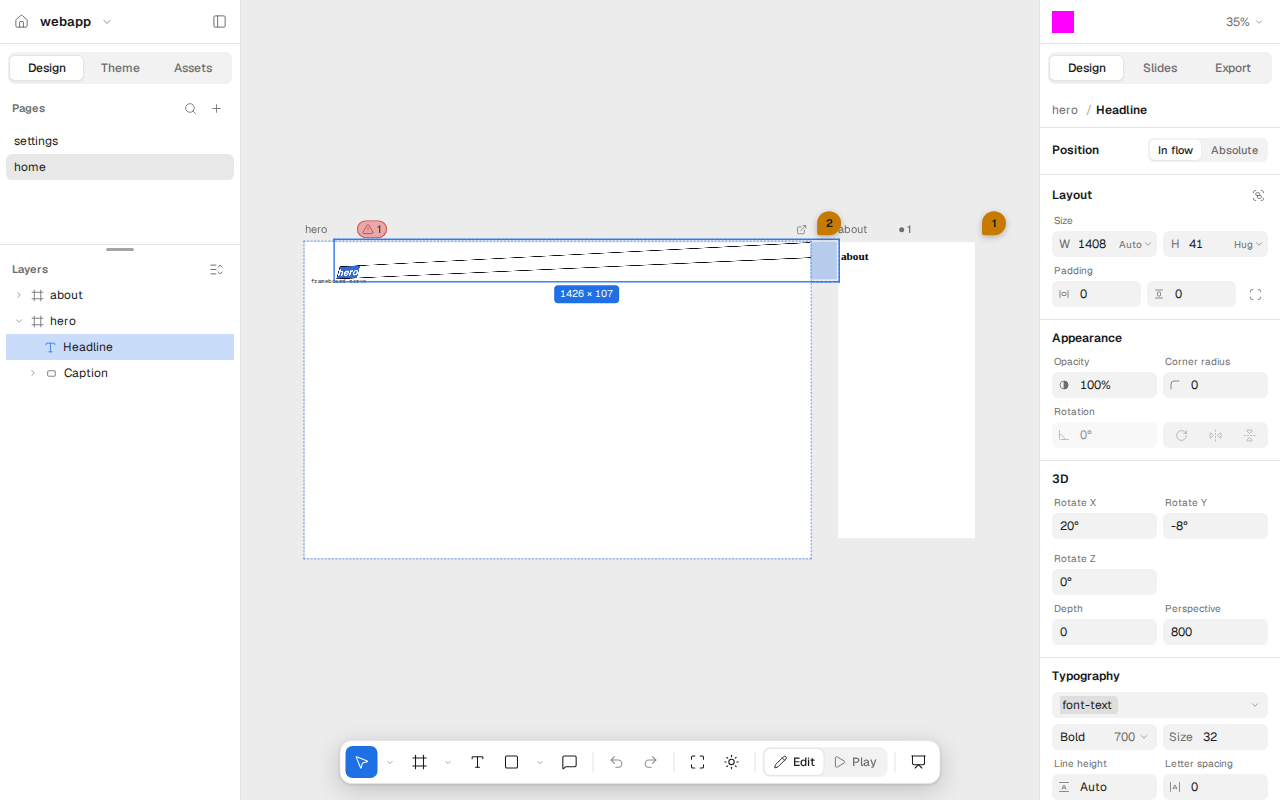 webapp
Design
Theme
Assets
Pages
settings
home
Layers
about
hero
Headline
Caption
hero
1
2
about
1
1
hero
about
1426 × 107
Edit
Play
35%
Design
Slides
Export
hero / Headline
Position
In flow
Absolute
Layout
Size
W 1408 Auto
H 41 Hug
Padding
0
0
Appearance
Opacity
Corner radius
100%
0
Rotation
0°
3D
Rotate X
Rotate Y
20°
-8°
Rotate Z
0°
Depth
Perspective
0
800
Typography
font-text
Bold 700
Size 32
Line height
Letter spacing
Auto
0